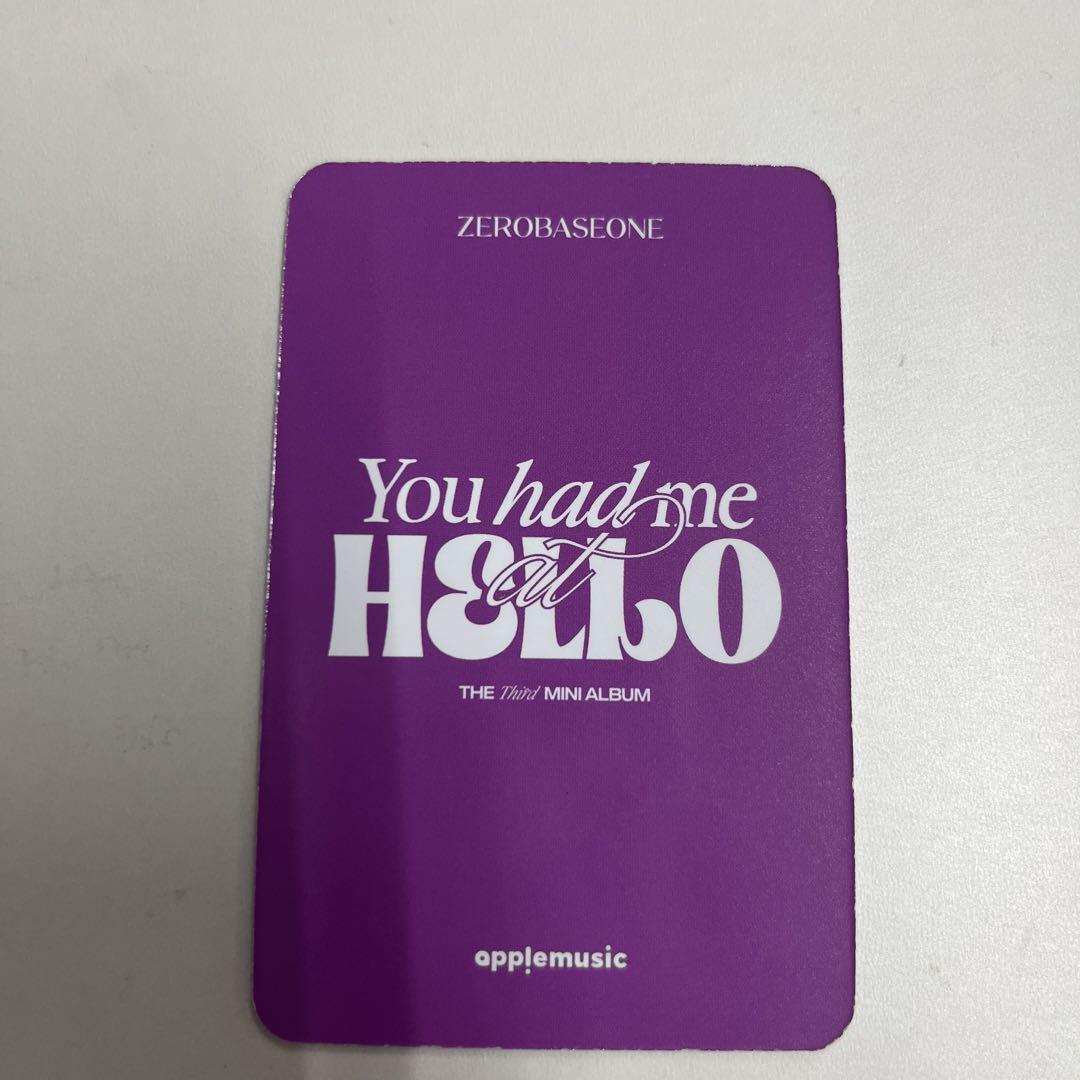 ZEROBASEONE
You had me
at
HELLO
THE Third MINI ALBUM
applemusic